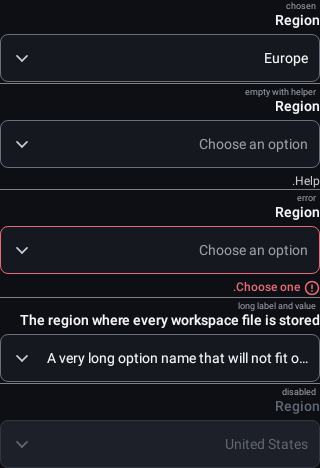 chosen
Region
Europe
empty with helper
Region
Choose an option
.Help
error
Region
Choose an option
.Choose one
long label and value
The region where every workspace file is stored
A very long option name that will not fit o...
disabled
Region
United States